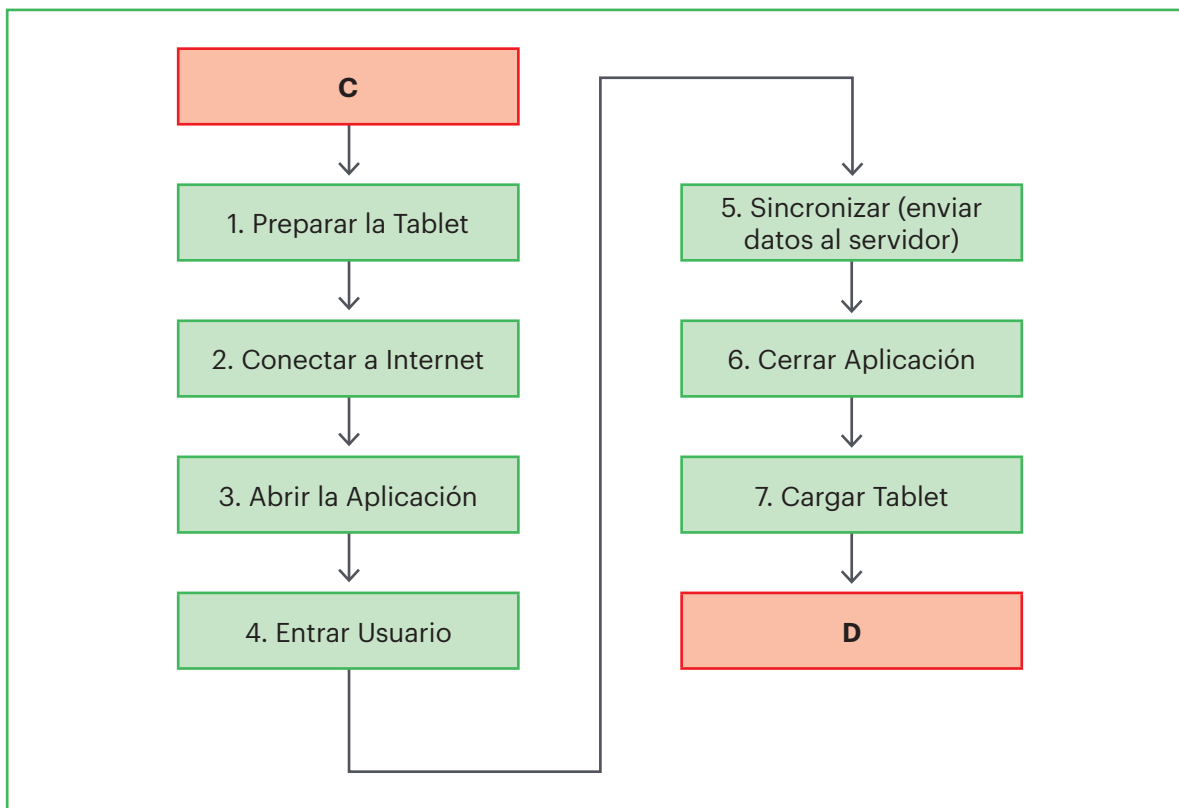 C
1. Preparar la Tablet
2. Conectar a Internet
3. Abrir la Aplicación
4. Entrar Usuario
5. Sincronizar (enviar
datos al servidor)
6. Cerrar Aplicación
7. Cargar Tablet
D